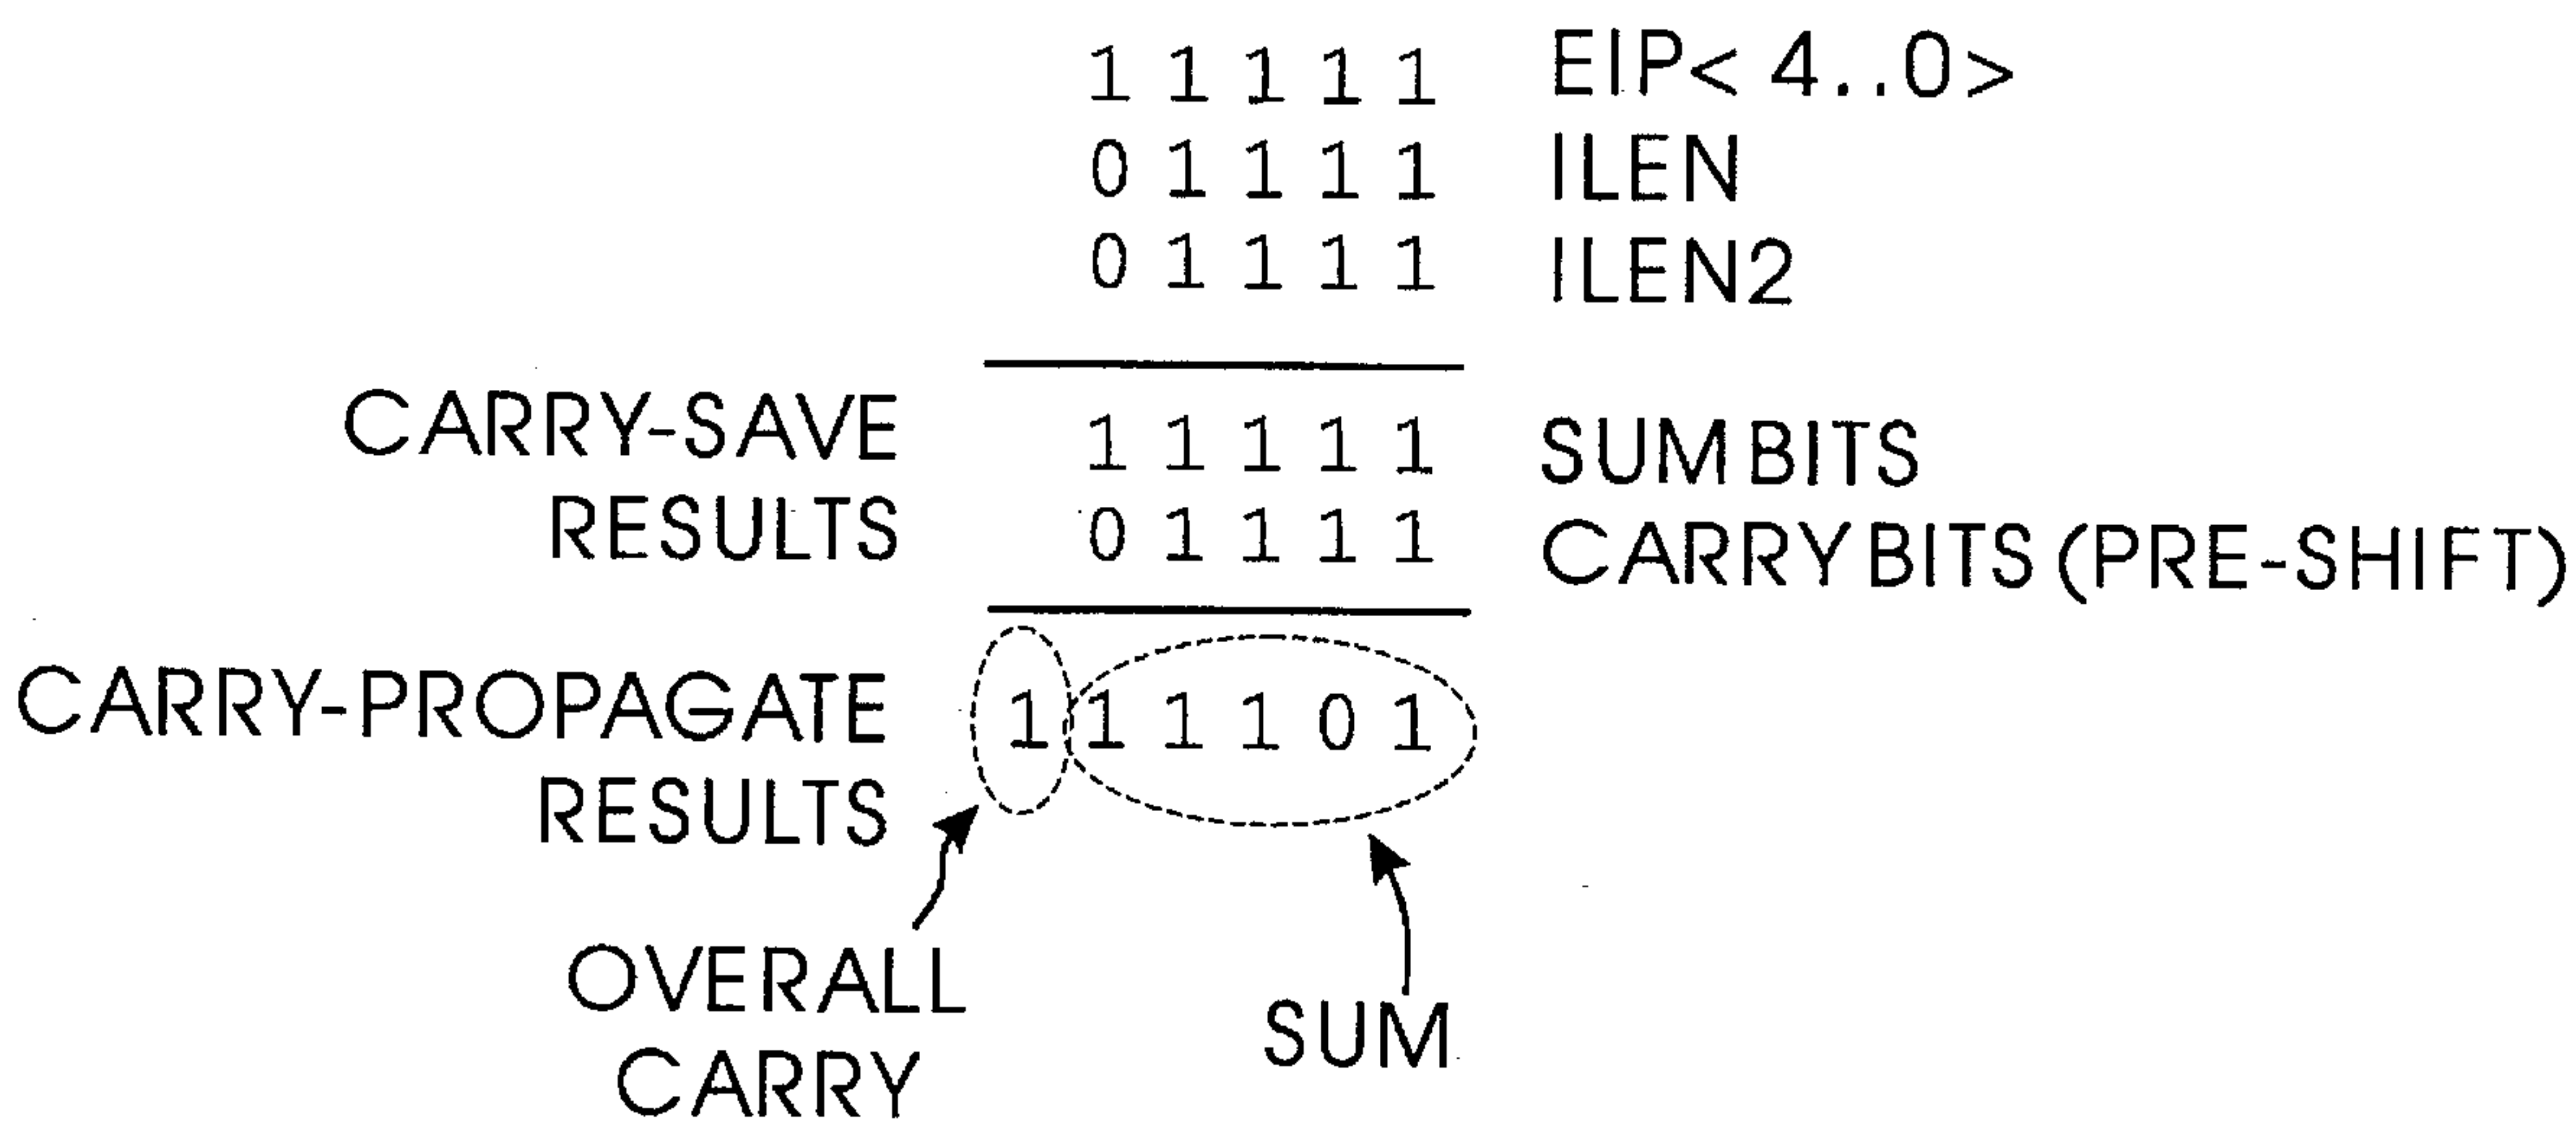 1 1 1 1 1 EIP< 4..0>
0 1 1 1 1 ILEN
0 1 1 1 1 ILEN2
CARRY-SAVE 1 1 1 1 1 SUM BITS
RESULTS 0 1 1 1 1 CARRY BITS (PRE-SHIFT)
CARRY-PROPAGATE 1 1 1 1 0 1
RESULTS
OVERALL
CARRY
SUM